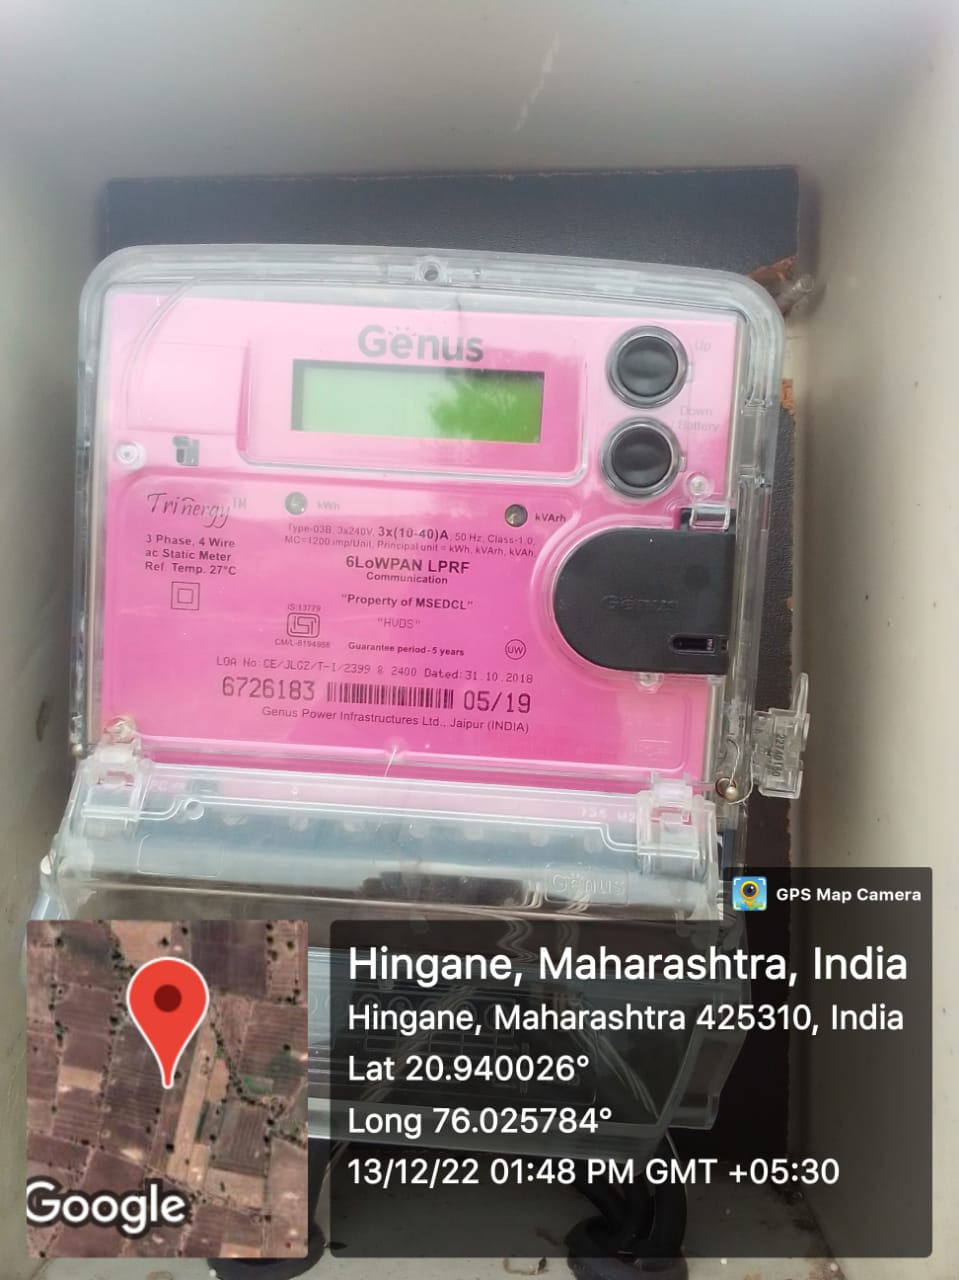 Genus
Up
Down
Battery
Trinergy™
kWh
kVArh
3 Phase, 4 Wire
ac Static Meter
Ref. Temp. 27°C
Type-03B, 3x240V, 3x(10-40)A, 50 Hz, Class-1.0,
MC=1200 imp/Unit, Principal unit = kWh, kVArh, kVAh,
6LoWPAN LPRF
Communication
"Property of MSEDCL"
"HVDS"
IS:13779
CM/L-8194958
Guarantee period - 5 years
UW
LOA No: CE/JLGZ/T-1/2399 & 2400 Dated: 31.10.2018
6726183 05/19
Genus Power Infrastructures Ltd., Jaipur (INDIA)
Genus
Genus
GPS Map Camera
Hingane, Maharashtra, India
Hingane, Maharashtra 425310, India
Lat 20.940026°
Long 76.025784°
13/12/22 01:48 PM GMT +05:30
Google